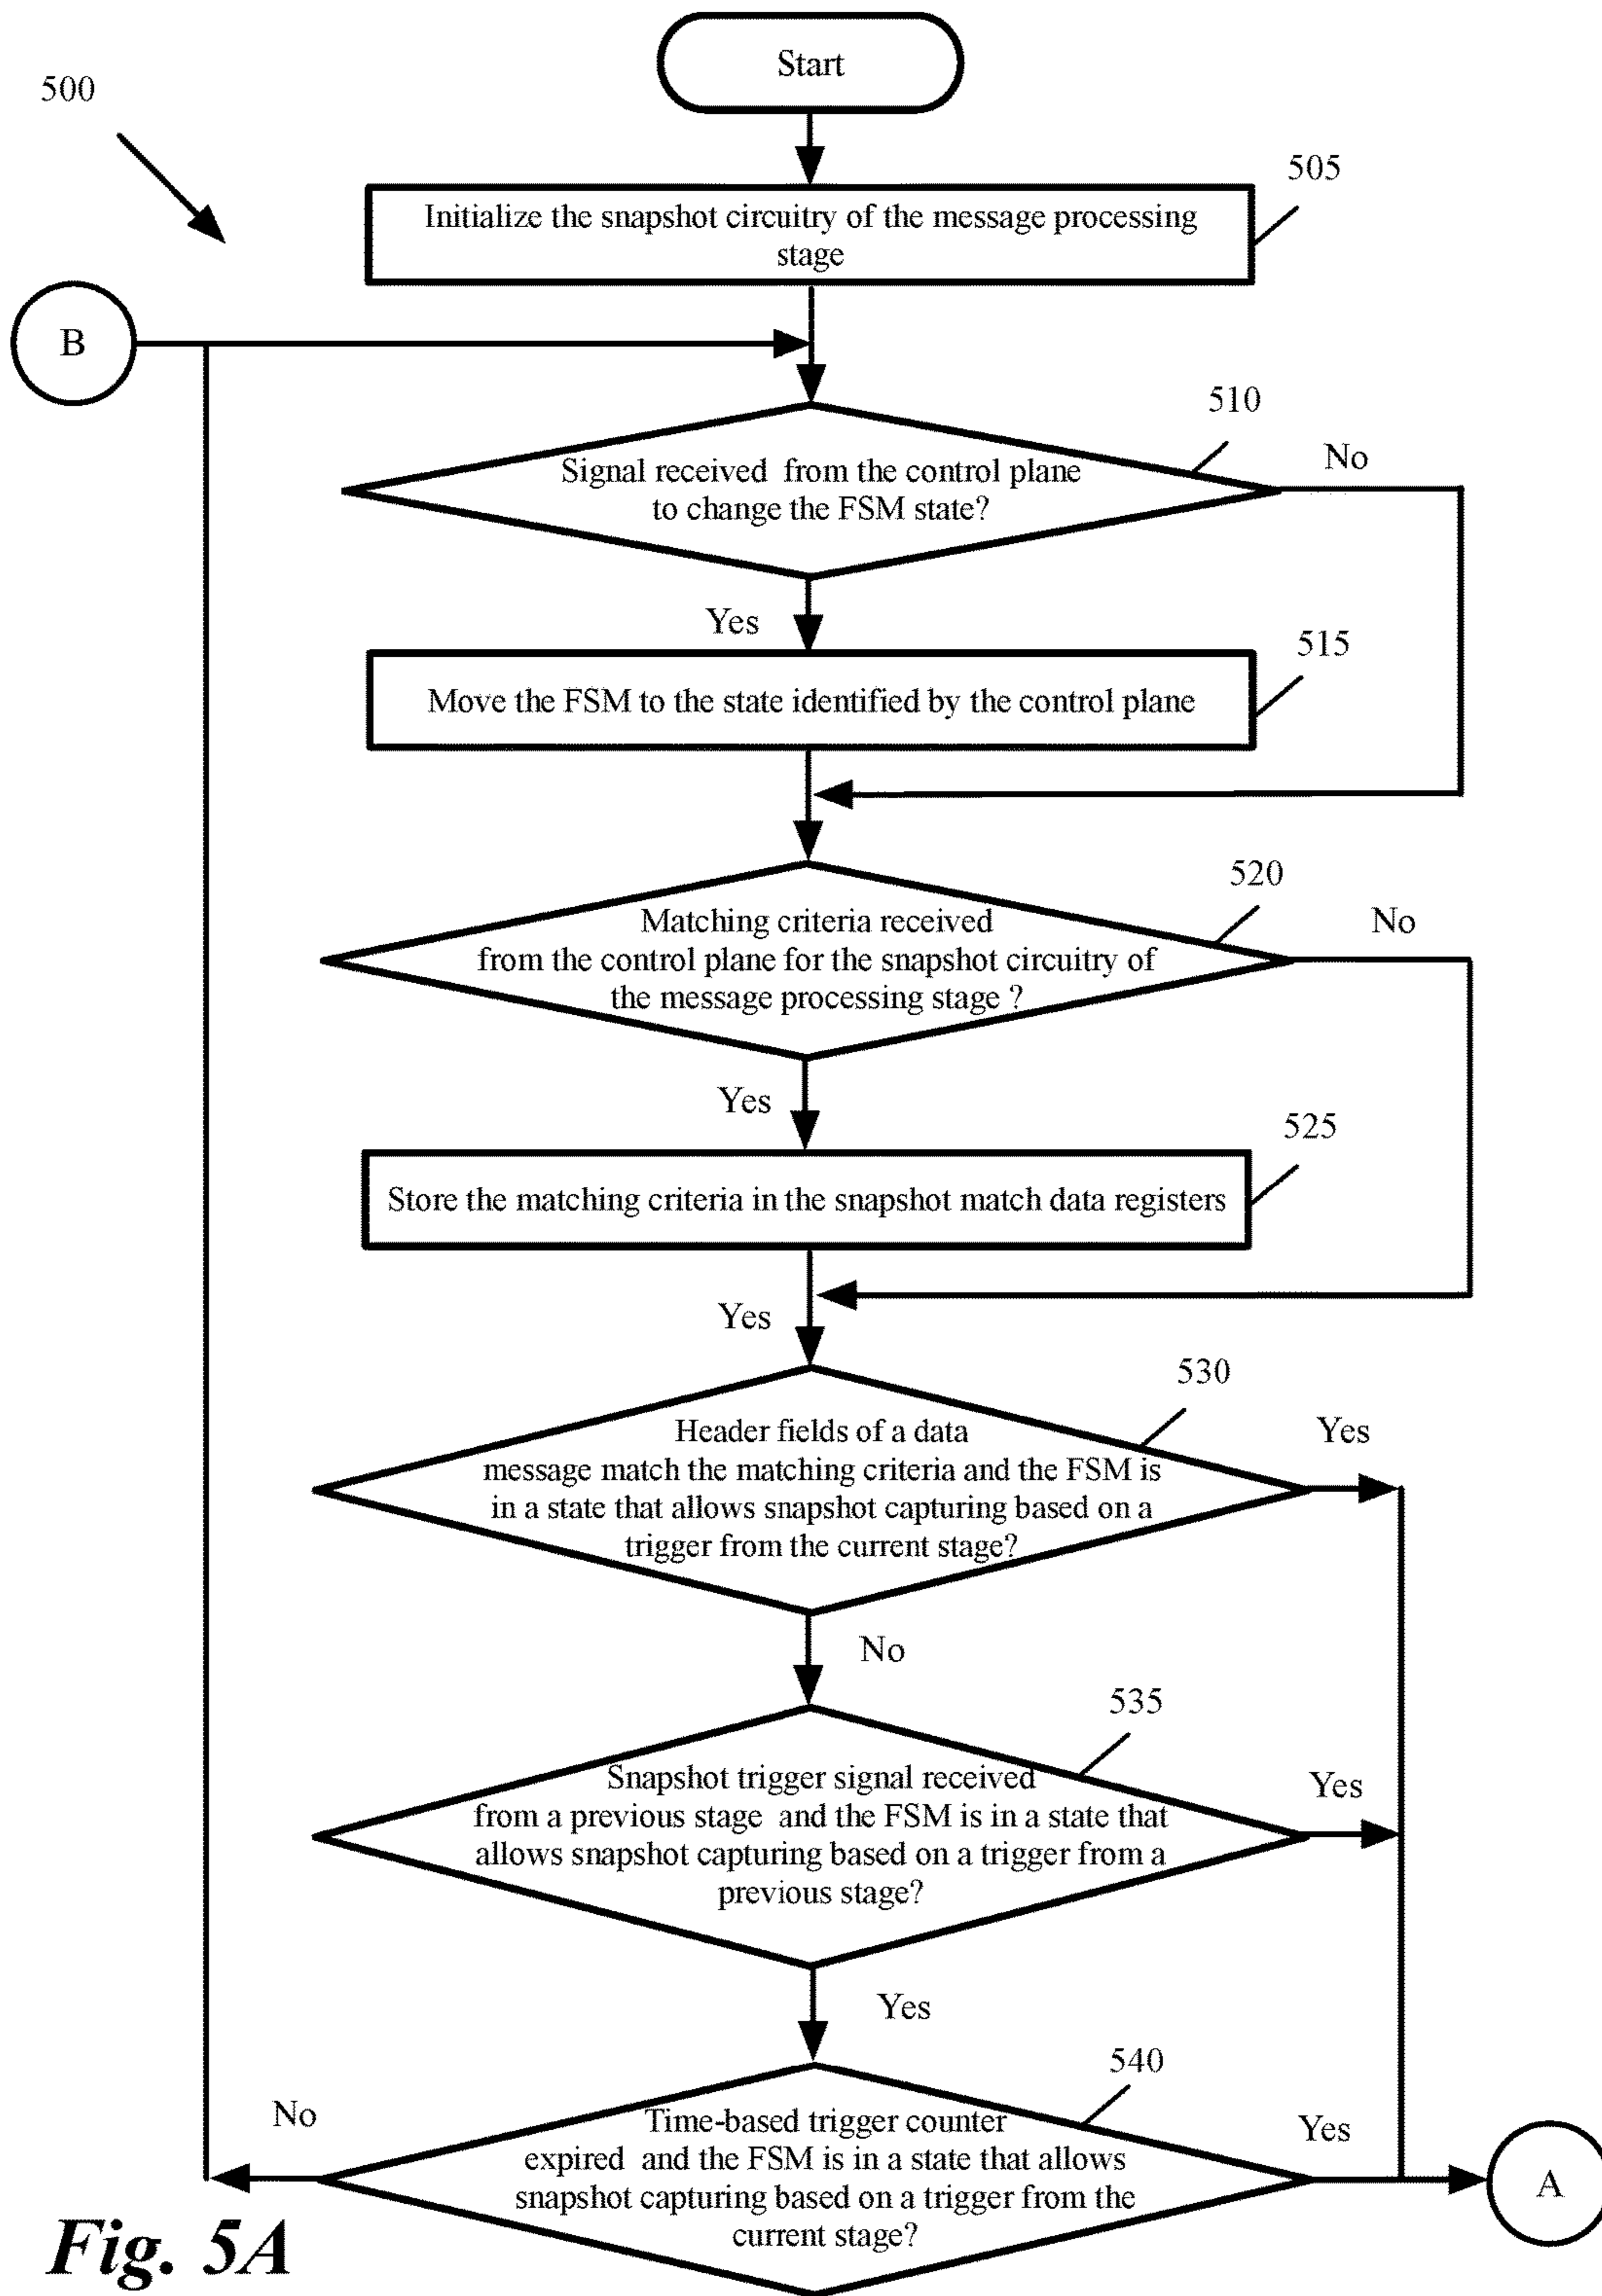 Start
500
505
Initialize the snapshot circuitry of the message processing
stage
B
510
Signal received from the control plane
to change the FSM state?
No
Yes
515
Move the FSM to the state identified by the control plane
520
Matching criteria received
from the control plane for the snapshot circuitry of
the message processing stage ?
No
Yes
525
Store the matching criteria in the snapshot match data registers
Yes
530
Header fields of a data
message match the matching criteria and the FSM is
in a state that allows snapshot capturing based on a
trigger from the current stage?
Yes
No
535
Snapshot trigger signal received
from a previous stage and the FSM is in a state that
allows snapshot capturing based on a trigger from a
previous stage?
Yes
Yes
540
Time-based trigger counter
expired and the FSM is in a state that allows
snapshot capturing based on a trigger from the
current stage?
No
Yes
A
Fig. 5A